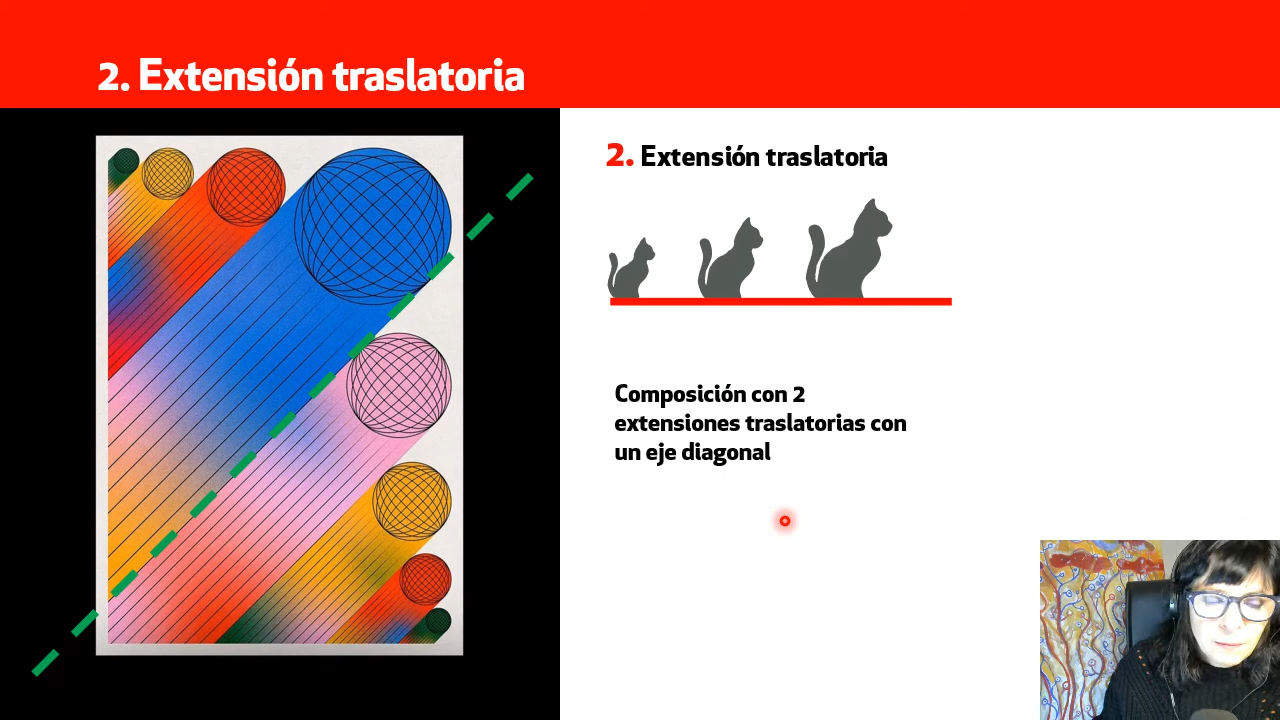 2. Extensión traslatoria
2. Extensión traslatoria
Composición con 2
extensiones traslatorias con
un eje diagonal